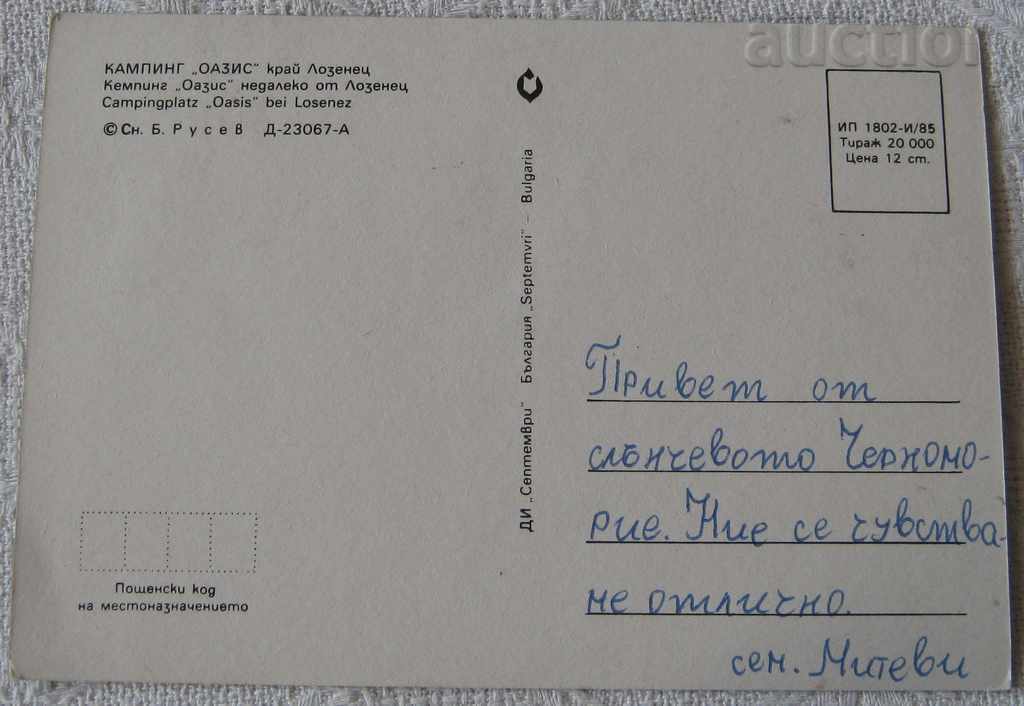 auction
КАМПИНГ „ОАЗИС“ край Лозенец
Кемпинг „Оазис“ недалеко от Лозенец
Campingplatz „Oasis“ bei Losenez
© Сн. Б. Русев Д-23067-А
ДИ „Септември“ България „Septemvri“ – Bulgaria
ИП 1802-И/85
Тираж 20 000
Цена 12 ст.
Привет от
слънчевото Черномо-
рие. Ние се чувства-
ме отлично.
сем. Митеви
Пощенски код
на местоназначението